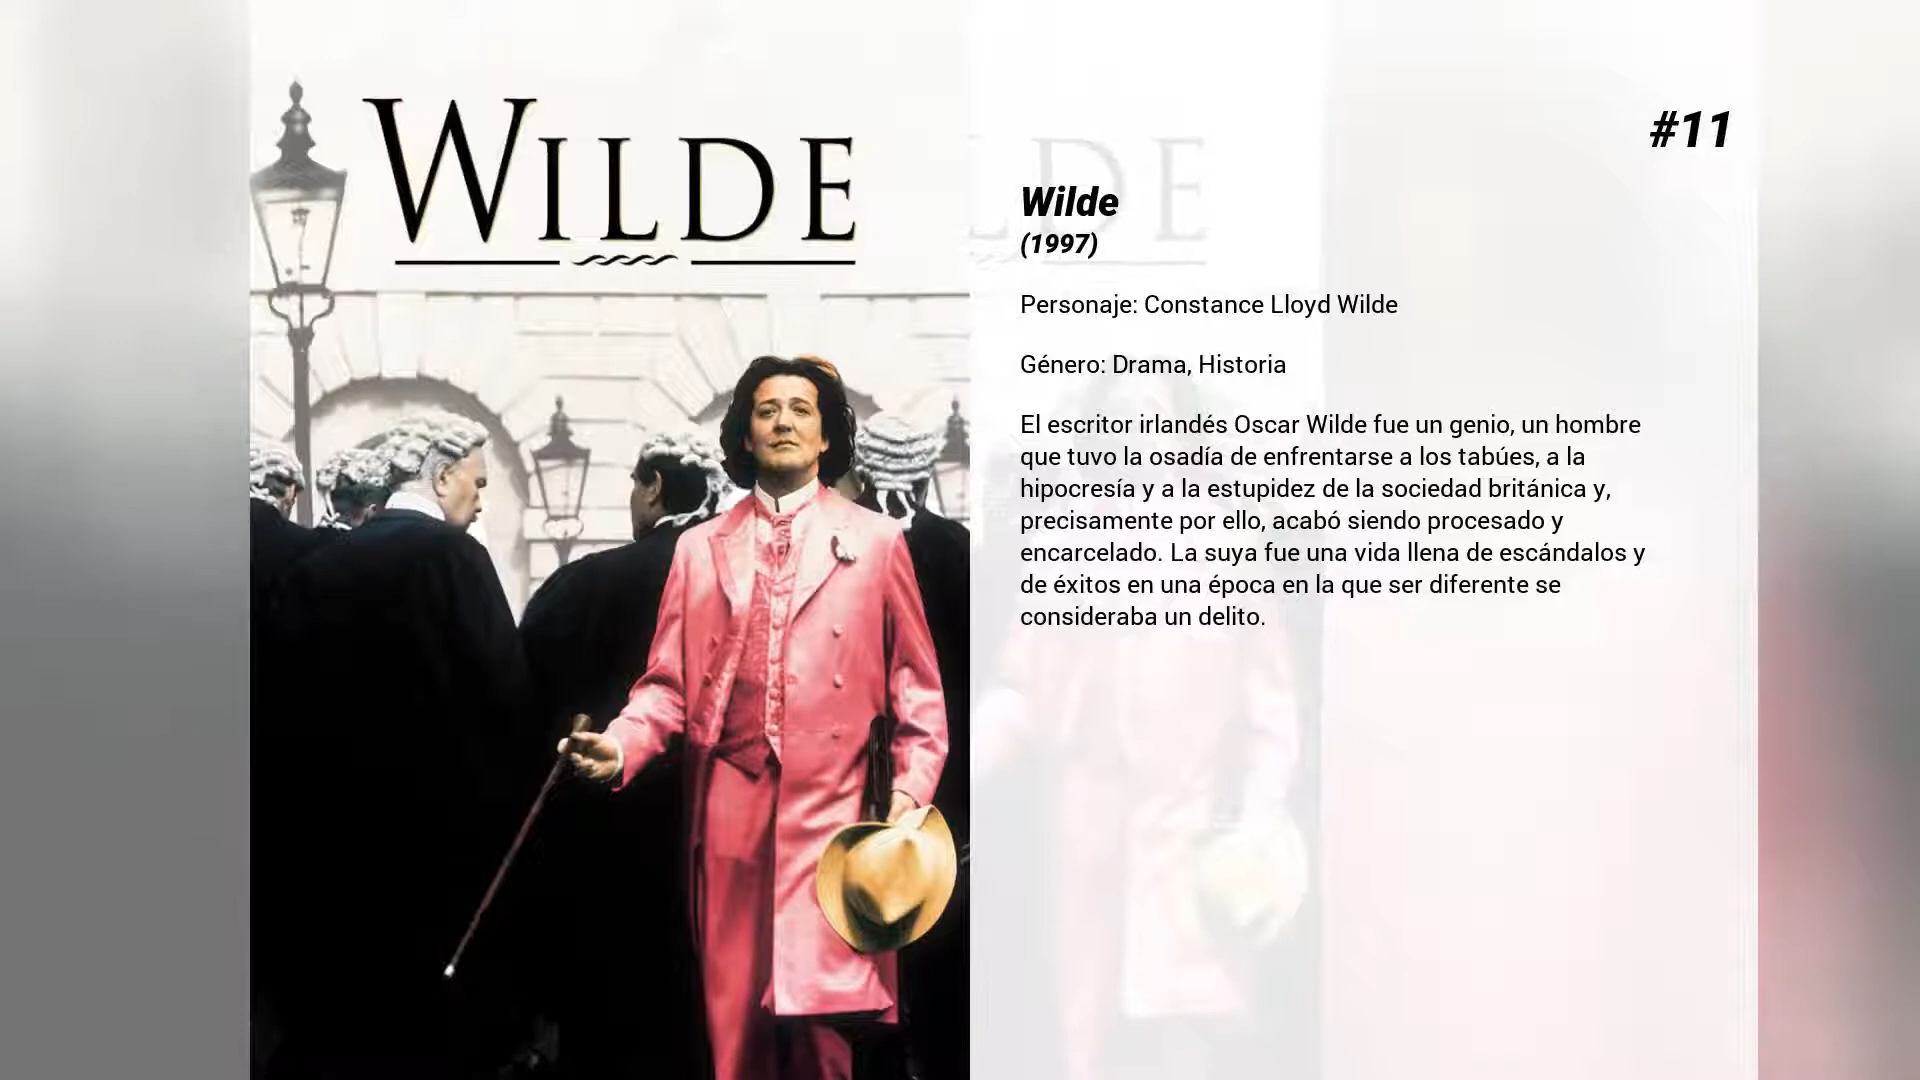 WILDE
#11
Wilde
(1997)
Personaje: Constance Lloyd Wilde
Género: Drama, Historia
El escritor irlandés Oscar Wilde fue un genio, un hombre
que tuvo la osadía de enfrentarse a los tabúes, a la
hipocresía y a la estupidez de la sociedad británica y,
precisamente por ello, acabó siendo procesado y
encarcelado. La suya fue una vida llena de escándalos y
de éxitos en una época en la que ser diferente se
consideraba un delito.